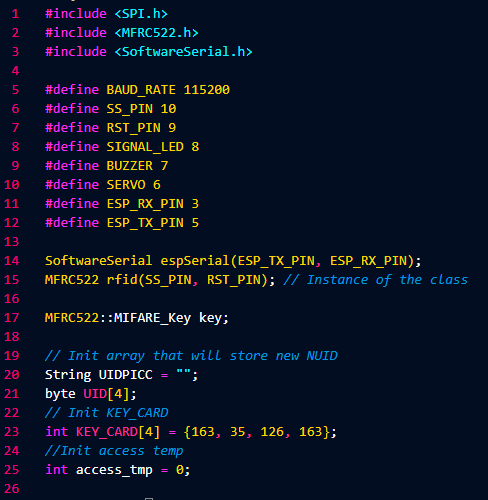 1 #include <SPI.h>
2 #include <MFRC522.h>
3 #include <SoftwareSerial.h>
4
5 #define BAUD_RATE 115200
6 #define SS_PIN 10
7 #define RST_PIN 9
8 #define SIGNAL_LED 8
9 #define BUZZER 7
10 #define SERVO 6
11 #define ESP_RX_PIN 3
12 #define ESP_TX_PIN 5
13
14 SoftwareSerial espSerial(ESP_TX_PIN, ESP_RX_PIN);
15 MFRC522 rfid(SS_PIN, RST_PIN); // Instance of the class
16
17 MFRC522::MIFARE_Key key;
18
19 // Init array that will store new NUID
20 String UIDPICC = "";
21 byte UID[4];
22 // Init KEY_CARD
23 int KEY_CARD[4] = {163, 35, 126, 163};
24 //Init access temp
25 int access_tmp = 0;
26